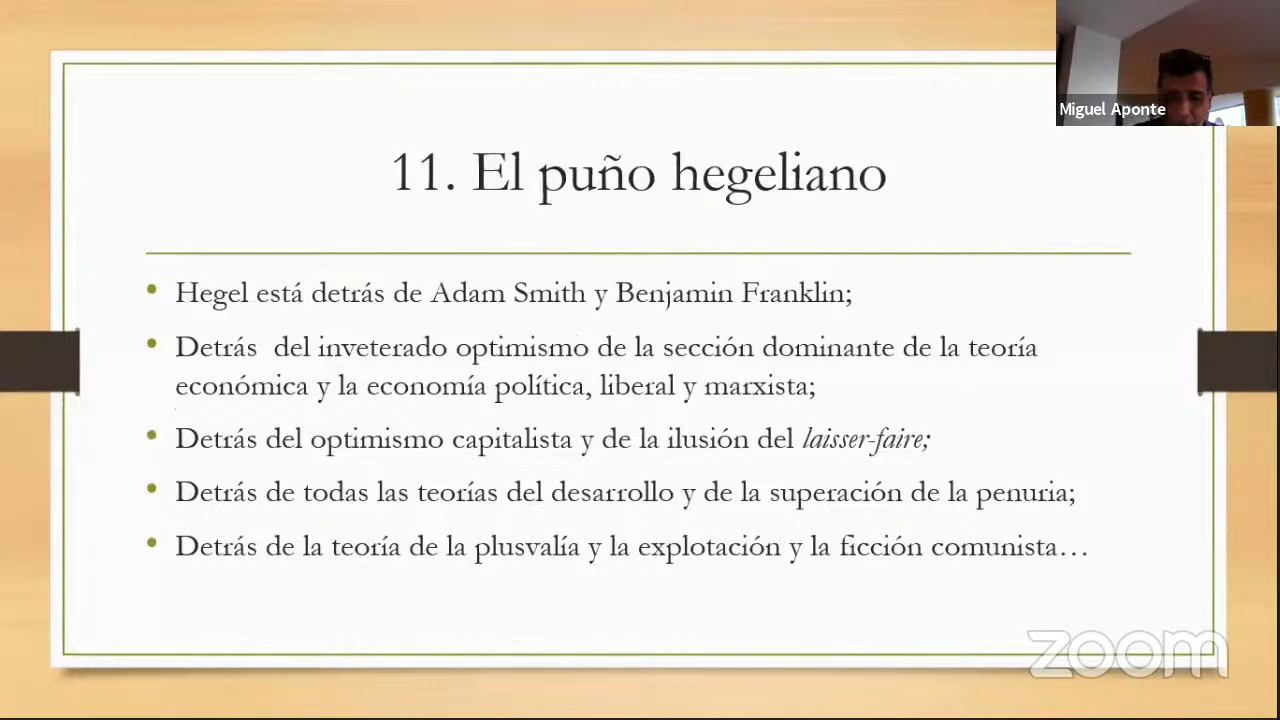 Miguel Aponte
11. El puño hegeliano
• Hegel está detrás de Adam Smith y Benjamin Franklin;
• Detrás del inveterado optimismo de la sección dominante de la teoría
económica y la economía política, liberal y marxista;
• Detrás del optimismo capitalista y de la ilusión del laisser-faire;
• Detrás de todas las teorías del desarrollo y de la superación de la penuria;
• Detrás de la teoría de la plusvalía y la explotación y la ficción comunista…
zoom